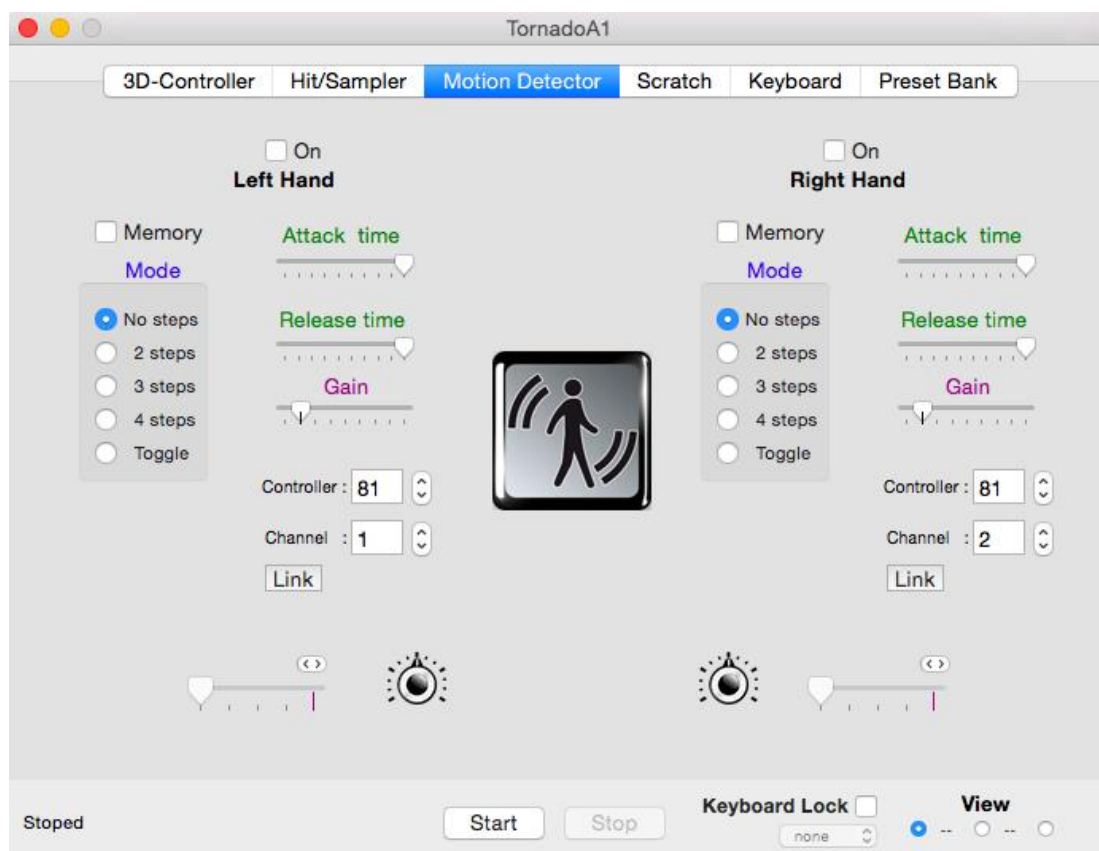 TornadoA1
3D-Controller Hit/Sampler Motion Detector Scratch Keyboard Preset Bank
On On
Left Hand Right Hand
Memory Attack time Memory Attack time
Mode Mode
No steps Release time No steps Release time
2 steps 2 steps
3 steps Gain 3 steps Gain
4 steps 4 steps
Toggle Toggle
Controller : 81 Controller : 81
Channel : 1 Channel : 2
Link Link
Keyboard Lock View
Stoped Start Stop none -- --